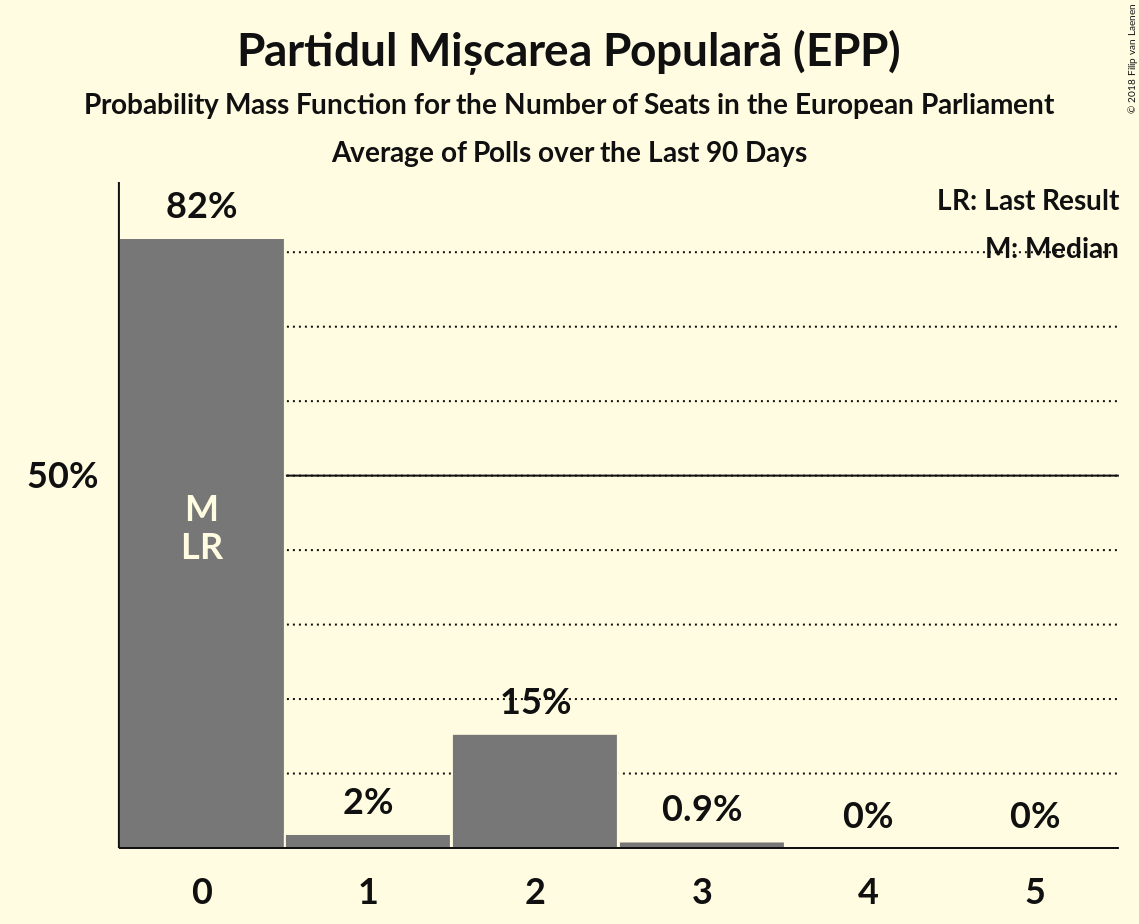 Partidul Mișcarea Populară (EPP)
Probability Mass Function for the Number of Seats in the European Parliament
Average of Polls over the Last 90 Days
© 2018 Filip van Laenen
LR: Last Result
M: Median
82%
50%
M
LR
15%
2%
0.9%
0%
0%
0
1
2
3
4
5